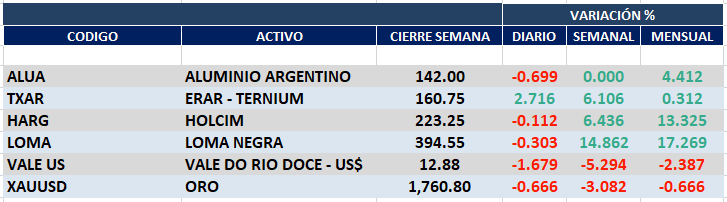 VARIACIÓN %
CODIGO ACTIVO CIERRE SEMANA DIARIO SEMANAL MENSUAL
ALUA ALUMINIO ARGENTINO 142.00 -0.699 0.000 4.412
TXAR ERAR - TERNIUM 160.75 2.716 6.106 0.312
HARG HOLCIM 223.25 -0.112 6.436 13.325
LOMA LOMA NEGRA 394.55 -0.303 14.862 17.269
VALE US VALE DO RIO DOCE - US$ 12.88 -1.679 -5.294 -2.387
XAUUSD ORO 1,760.80 -0.666 -3.082 -0.666